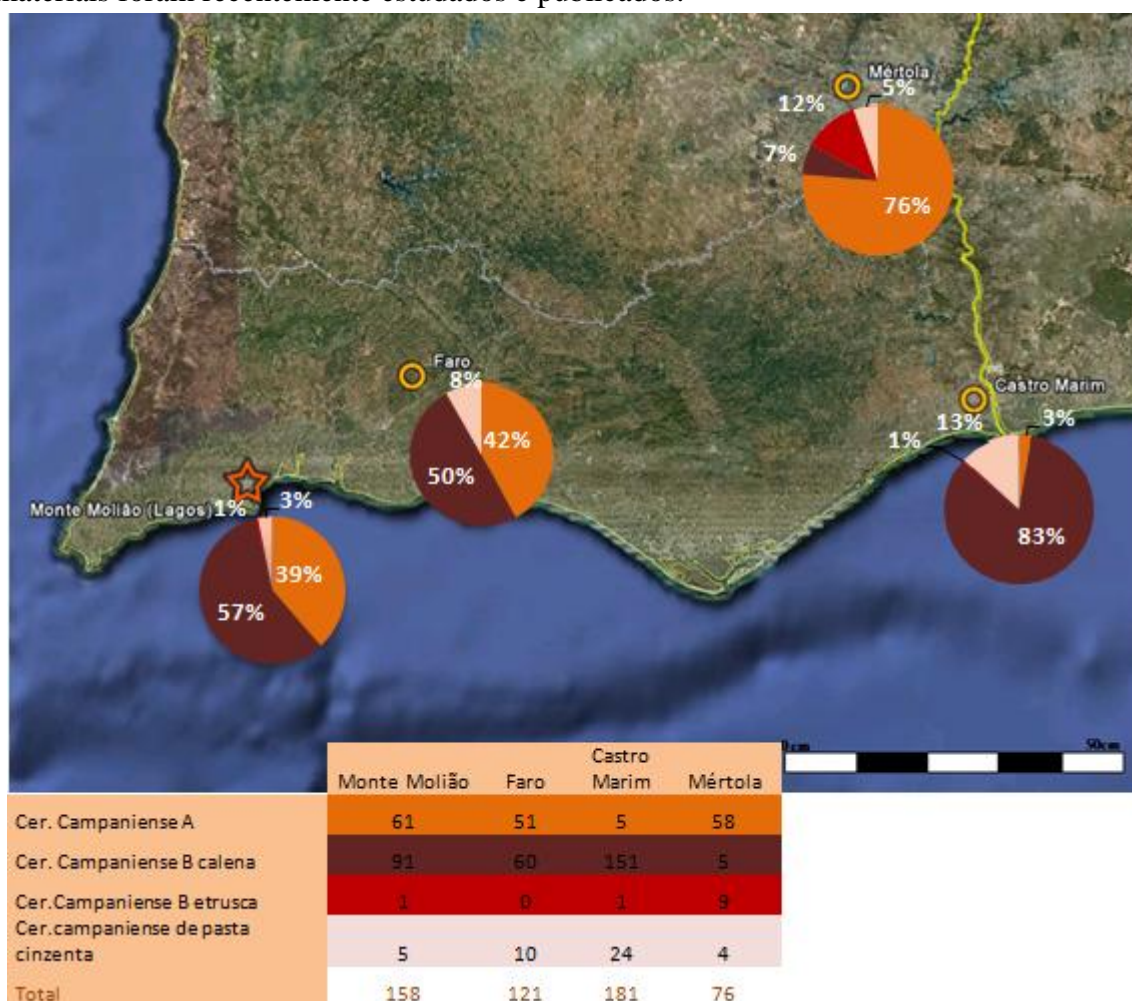 materiais foram recentemente estudados e publicados.
Mértola
12% 5%
7%
76%
Faro
8%
42%
50%
Castro Marim
13% 3%
1%
83%
Monte Molião (Lagos) 1% 3%
39%
57%
0 cm 50cm
Monte Molião Faro Castro Marim Mértola
Cer. Campaniense A 61 51 5 58
Cer. Campaniense B calena 91 60 151 5
Cer.Campaniense B etrusca 1 0 1 9
Cer.campaniense de pasta
cinzenta 5 10 24 4
Total 158 121 181 76